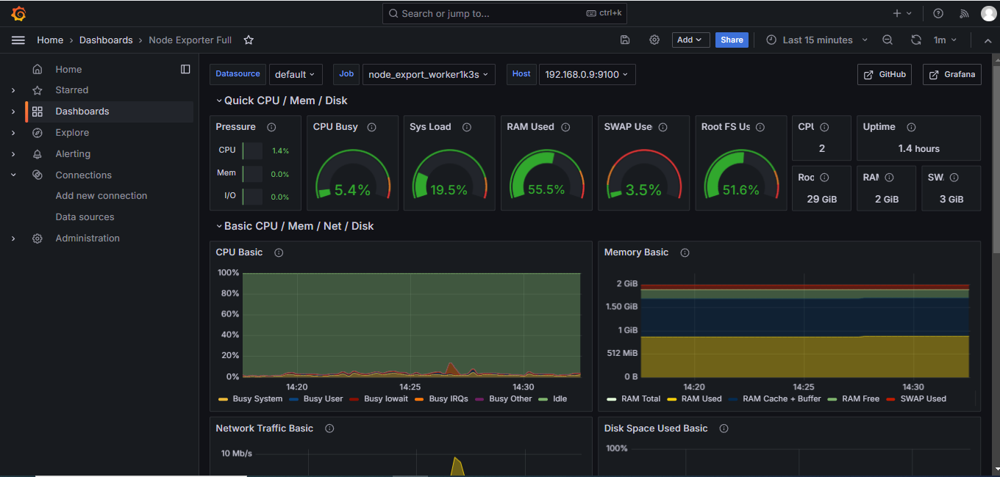 Search or jump to... ctrl+k
Home › Dashboards › Node Exporter Full Add Share Last 15 minutes 1m
Home
Starred
Dashboards
Explore
Alerting
Connections
Add new connection
Data sources
Administration
Datasource default Job node_export_worker1k3s Host 192.168.0.9:9100 GitHub Grafana
Quick CPU / Mem / Disk
Pressure
CPU 1.4%
Mem 0.0%
I/O 0.0%
CPU Busy
5.4%
Sys Load
19.5%
RAM Used
55.5%
SWAP Use
3.5%
Root FS Us
51.6%
CPU
2
Uptime
1.4 hours
Roo
29 GiB
RAM
2 GiB
SWA
3 GiB
Basic CPU / Mem / Net / Disk
CPU Basic
100%
80%
60%
40%
20%
0%
14:20 14:25 14:30
Busy System Busy User Busy Iowait Busy IRQs Busy Other Idle
Memory Basic
2 GiB
1.50 GiB
1 GiB
512 MiB
0 B
14:20 14:25 14:30
RAM Total RAM Used RAM Cache + Buffer RAM Free SWAP Used
Network Traffic Basic
10 Mb/s
Disk Space Used Basic
100%